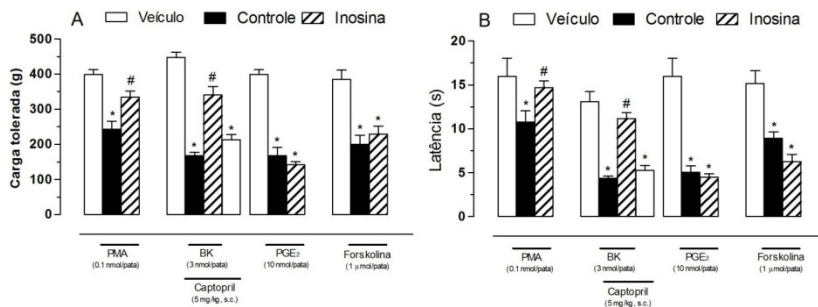 A
Veículo Controle Inosina
Carga tolerada (g)
500
400
300
200
100
0
#
*
#
*
*
*
*
*
*
PMA
(0.1 nmol/pata)
BK
(3 nmol/pata)
PGE₂
(10 nmol/pata)
Forskolina
(1 μmol/pata)
Captopril
(5 mg/kg, s.c.)
B
Veículo Controle Inosina
Latência (s)
20
15
10
5
0
#
*
#
*
*
*
*
*
*
PMA
(0.1 nmol/pata)
BK
(3 nmol/pata)
PGE₂
(10 nmol/pata)
Forskolina
(1 μmol/pata)
Captopril
(5 mg/kg, s.c.)